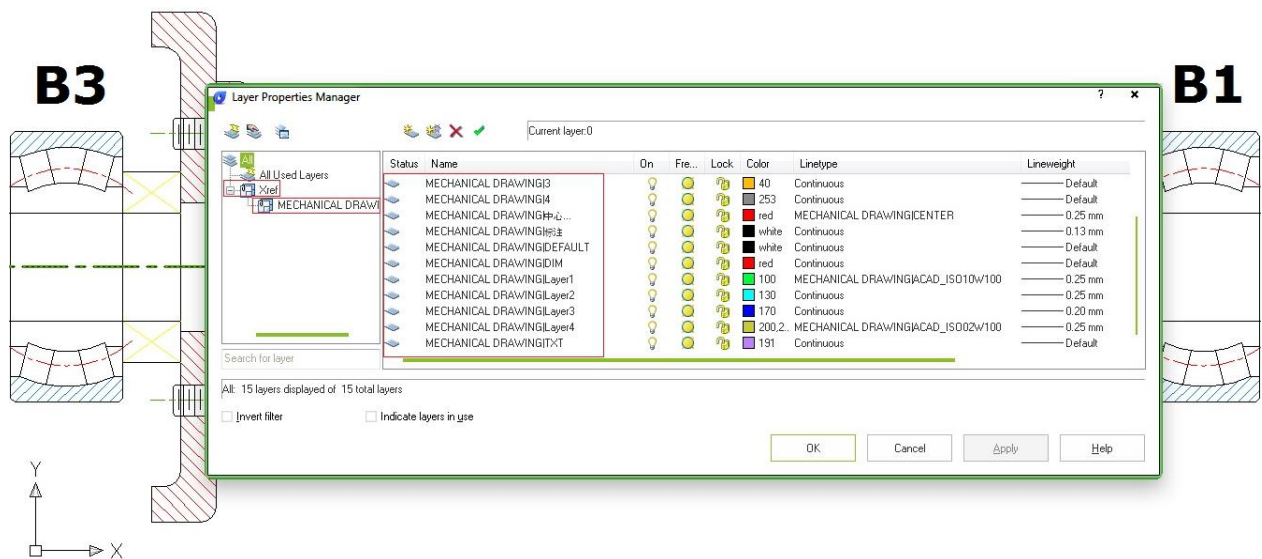 B3
B1
Layer Properties Manager ? ×
Current layer:0
All
All Used Layers
Xref
MECHANICAL DRAWI
Search for layer
Status Name On Fre... Lock Color Linetype Lineweight
MECHANICAL DRAWING|3 40 Continuous Default
MECHANICAL DRAWING|4 253 Continuous Default
MECHANICAL DRAWING|中心... red MECHANICAL DRAWING|CENTER 0.25 mm
MECHANICAL DRAWING|标注 white Continuous 0.13 mm
MECHANICAL DRAWING|DEFAULT white Continuous Default
MECHANICAL DRAWING|DIM red Continuous Default
MECHANICAL DRAWING|Layer1 100 MECHANICAL DRAWING|ACAD_ISO10W100 0.25 mm
MECHANICAL DRAWING|Layer2 130 Continuous 0.25 mm
MECHANICAL DRAWING|Layer3 170 Continuous 0.20 mm
MECHANICAL DRAWING|Layer4 200,2.. MECHANICAL DRAWING|ACAD_ISO02W100 0.25 mm
MECHANICAL DRAWING|TXT 191 Continuous Default
All: 15 layers displayed of 15 total layers
Invert filter Indicate layers in use
OK Cancel Apply Help
Y
X